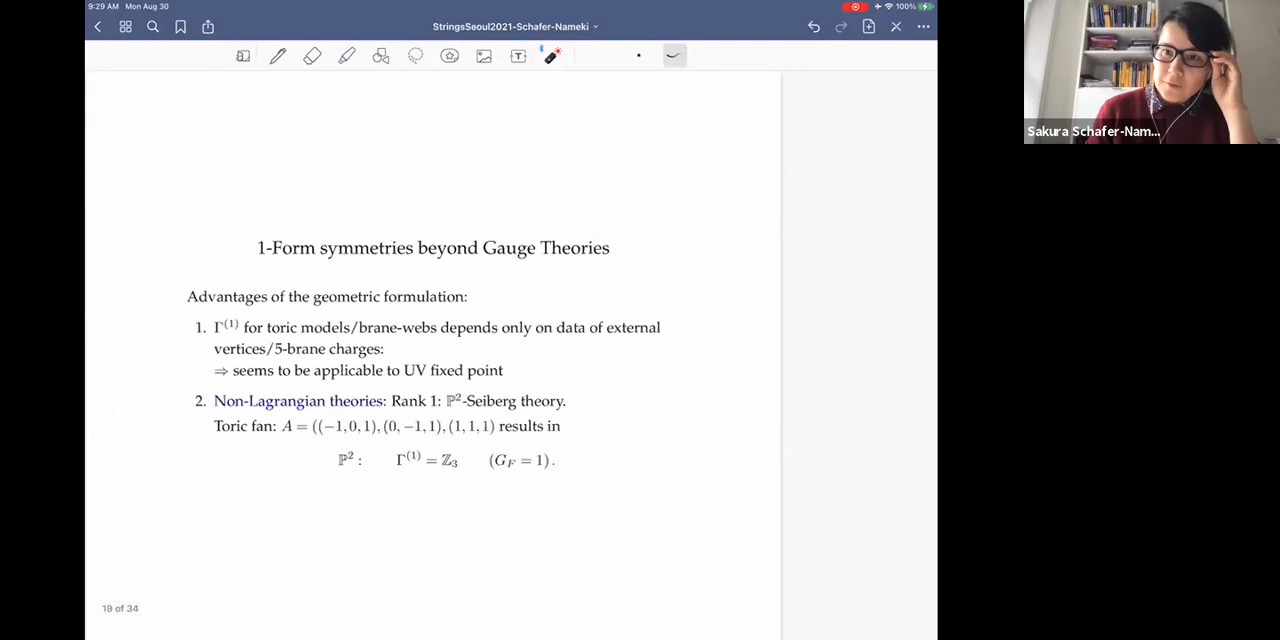 9:29 AM Mon Aug 30
100%
StringsSeoul2021-Schafer-Nameki
Sakura Schafer-Nam...
1-Form symmetries beyond Gauge Theories
Advantages of the geometric formulation:
1. Γ^(1) for toric models/brane-webs depends only on data of external
vertices/5-brane charges:
⇒ seems to be applicable to UV fixed point
2. Non-Lagrangian theories: Rank 1: ℙ²-Seiberg theory.
Toric fan: A = ((−1, 0, 1), (0, −1, 1), (1, 1, 1) results in
ℙ² : Γ^(1) = ℤ₃ (G_F = 1).
19 of 34